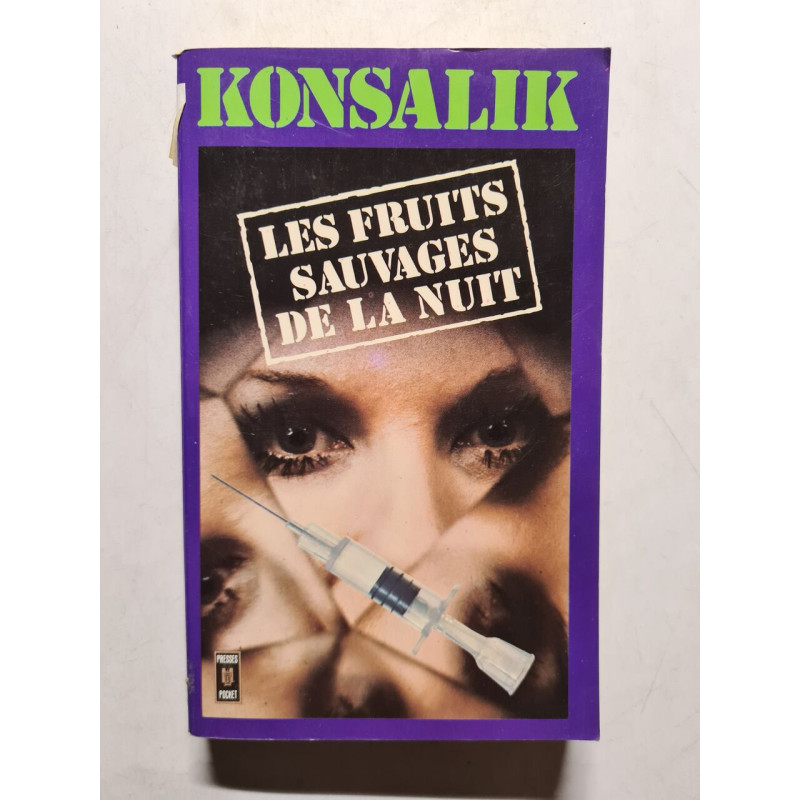 KONSALIK
LES FRUITS
SAUVAGES
DE LA NUIT
PRESSES
POCKET